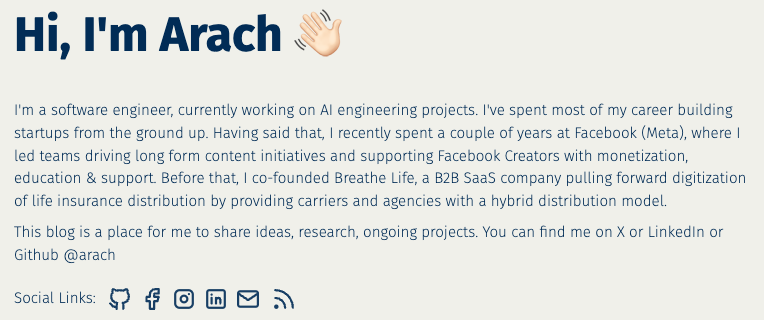 Hi, I'm Arach 👋🏻
I'm a software engineer, currently working on AI engineering projects. I've spent most of my career building
startups from the ground up. Having said that, I recently spent a couple of years at Facebook (Meta), where I
led teams driving long form content initiatives and supporting Facebook Creators with monetization,
education & support. Before that, I co-founded Breathe Life, a B2B SaaS company pulling forward digitization
of life insurance distribution by providing carriers and agencies with a hybrid distribution model.
This blog is a place for me to share ideas, research, ongoing projects. You can find me on X or LinkedIn or
Github @arach
Social Links: